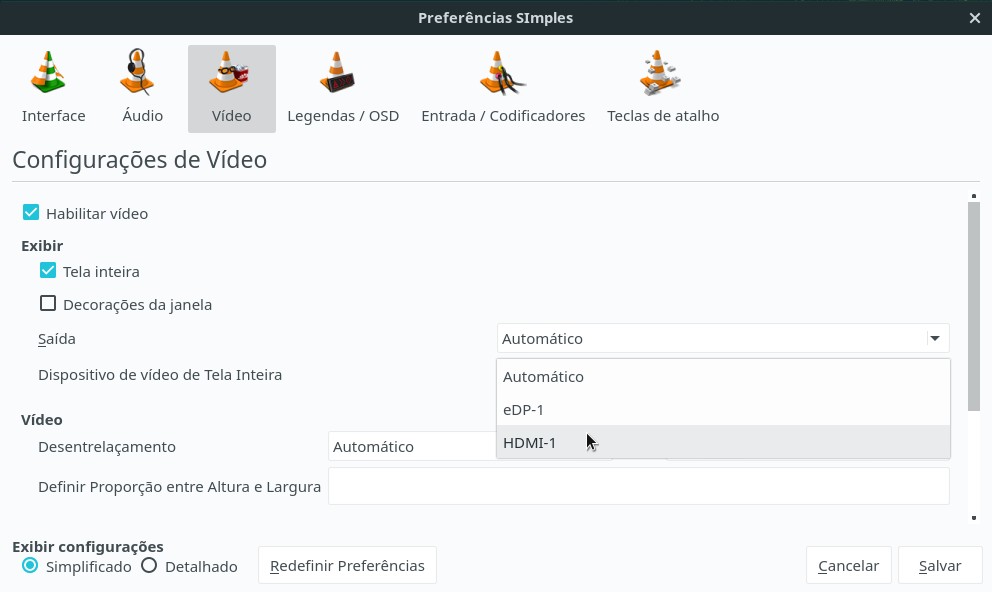 Preferências SImples
Interface
Áudio
Vídeo
Legendas / OSD
Entrada / Codificadores
Teclas de atalho
Configurações de Vídeo
Habilitar vídeo
Exibir
Tela inteira
Decorações da janela
Saída
Automático
Dispositivo de vídeo de Tela Inteira
Automático
eDP-1
HDMI-1
Vídeo
Desentrelaçamento
Automático
Definir Proporção entre Altura e Largura
Exibir configurações
Simplificado
Detalhado
Redefinir Preferências
Cancelar
Salvar